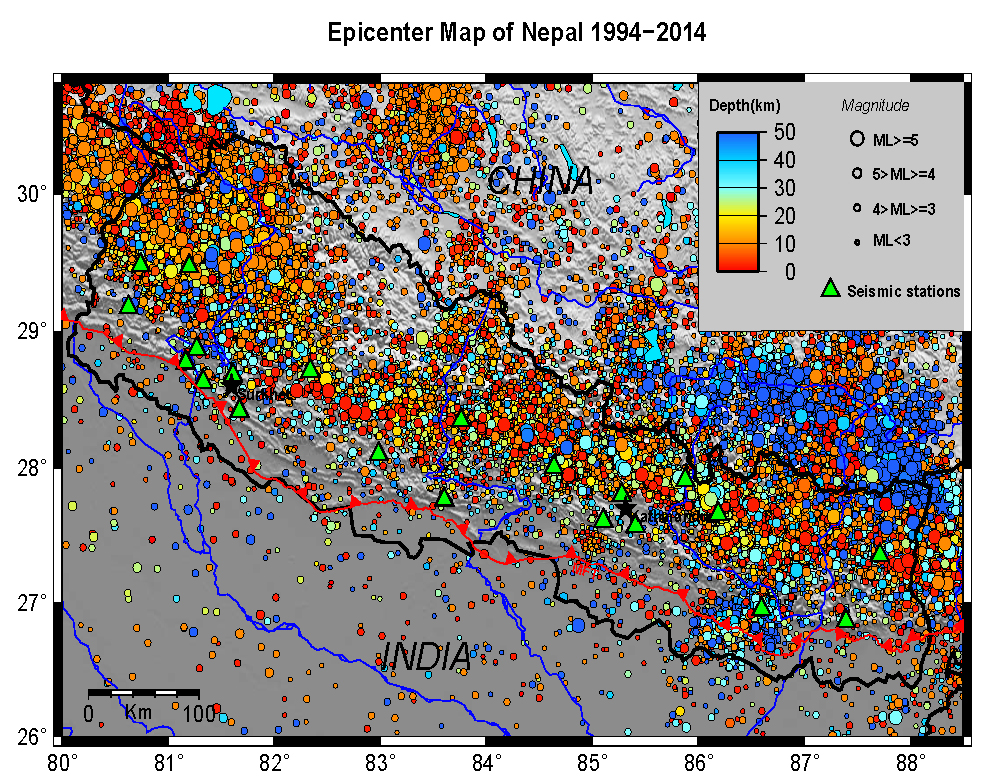 Epicenter Map of Nepal 1994-2014
Depth(km)
Magnitude
50
40
30
20
10
0
ML>=5
5>ML>=4
4>ML>=3
ML<3
Seismic stations
CHINA
INDIA
30°
29°
28°
27°
26°
0 Km 100
80° 81° 82° 83° 84° 85° 86° 87° 88°